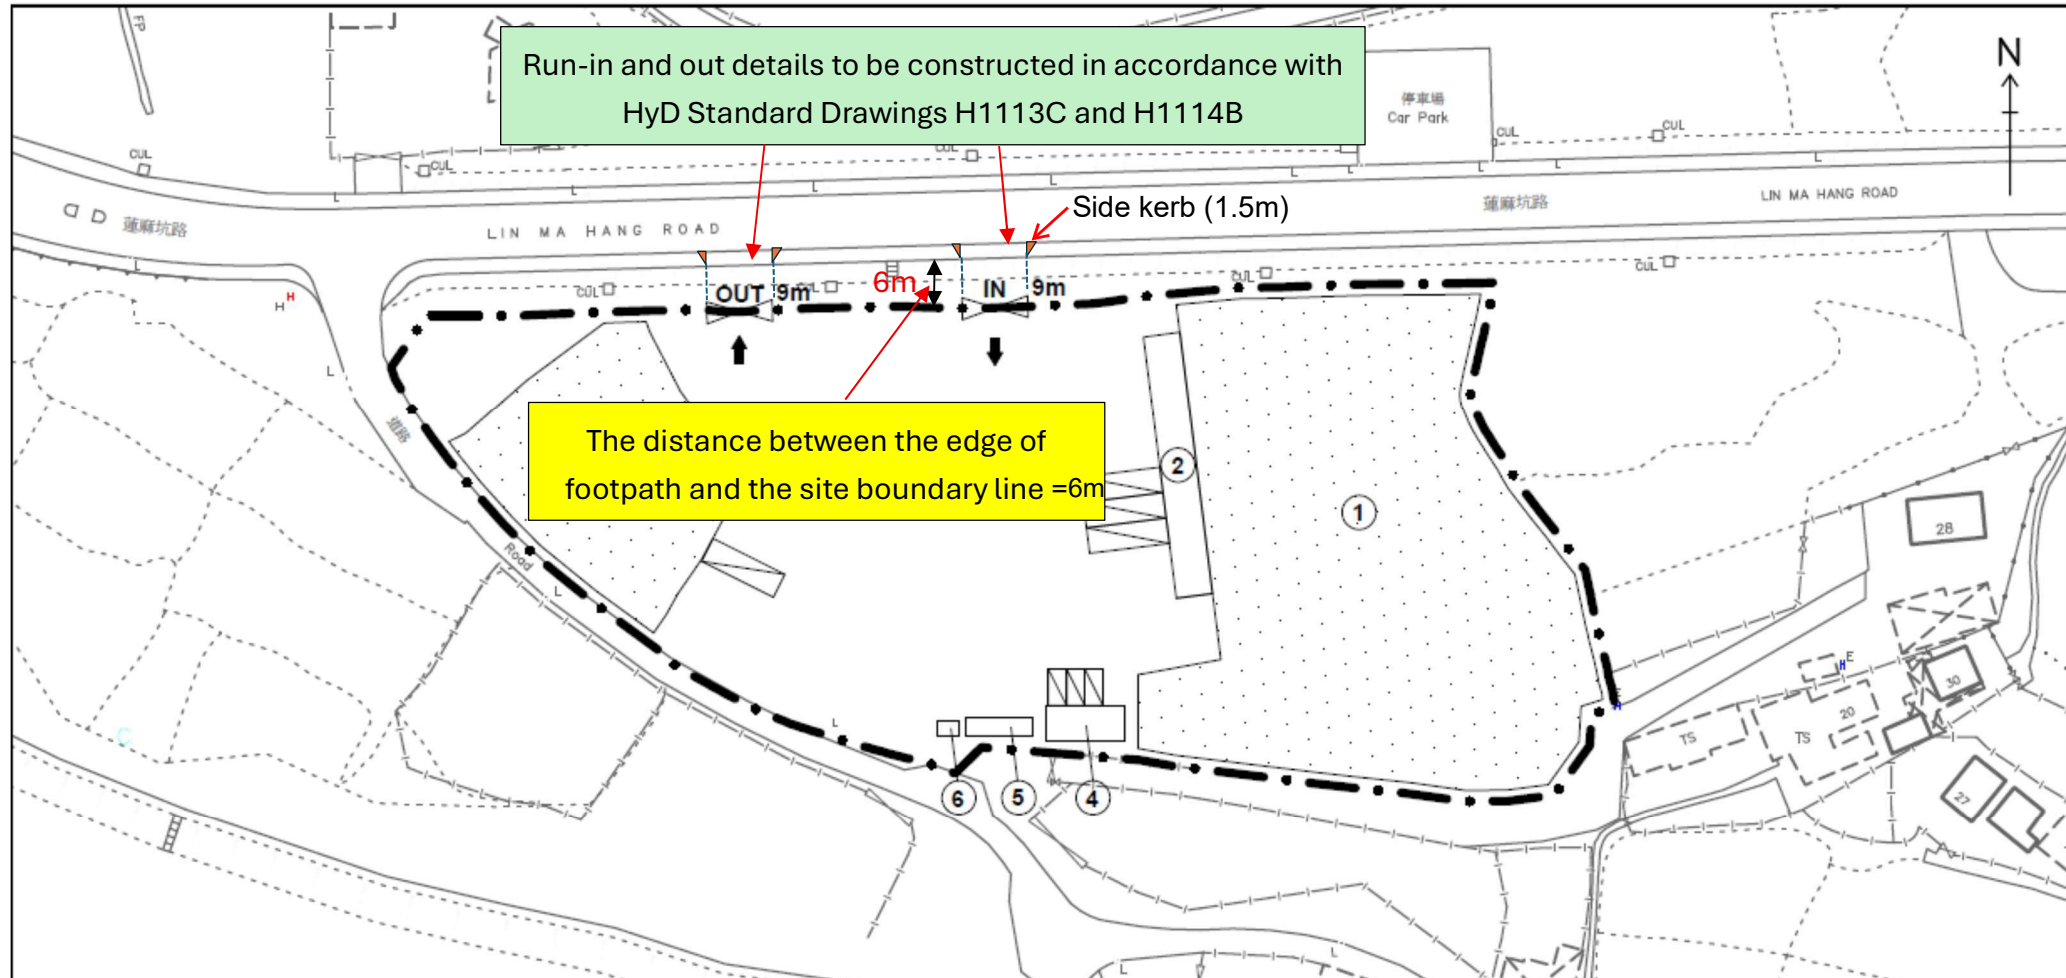 FP
Run-in and out details to be constructed in accordance with
HyD Standard Drawings H1113C and H1114B
N
停車場
Car Park
CUL
CUL
CUL
CUL
CUL
L
L
L
L
L
L
L
L
Side kerb (1.5m)
蓮麻坑路
LIN MA HANG ROAD
蓮麻坑路
LIN MA HANG ROAD
L
H
H
6m
CUL
CUL
CUL
OUT 9m
IN 9m
L
道路
The distance between the edge of
footpath and the site boundary line =6m
2
1
28
Road
L
E
H
30
H
20
TS
TS
L
C
6
5
4
27
L
L